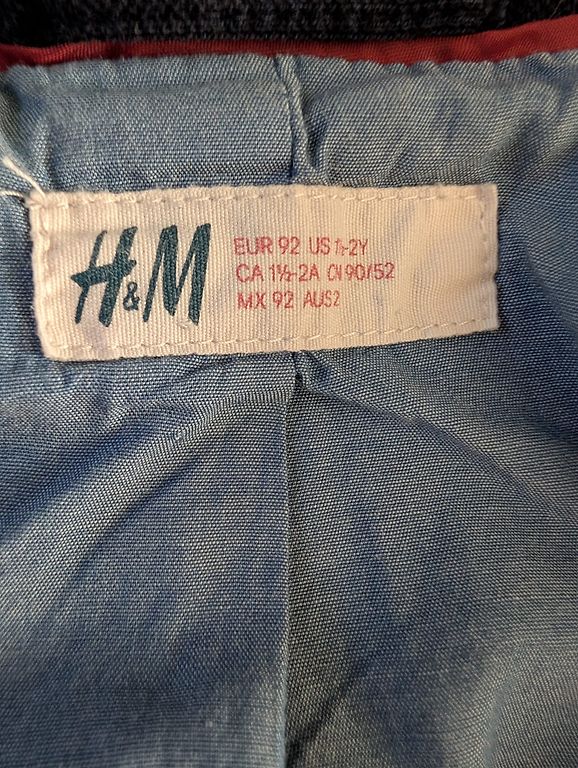 H&M
EUR 92 US 1½-2Y
CA 1½-2A CN 90/52
MX 92 AUS2